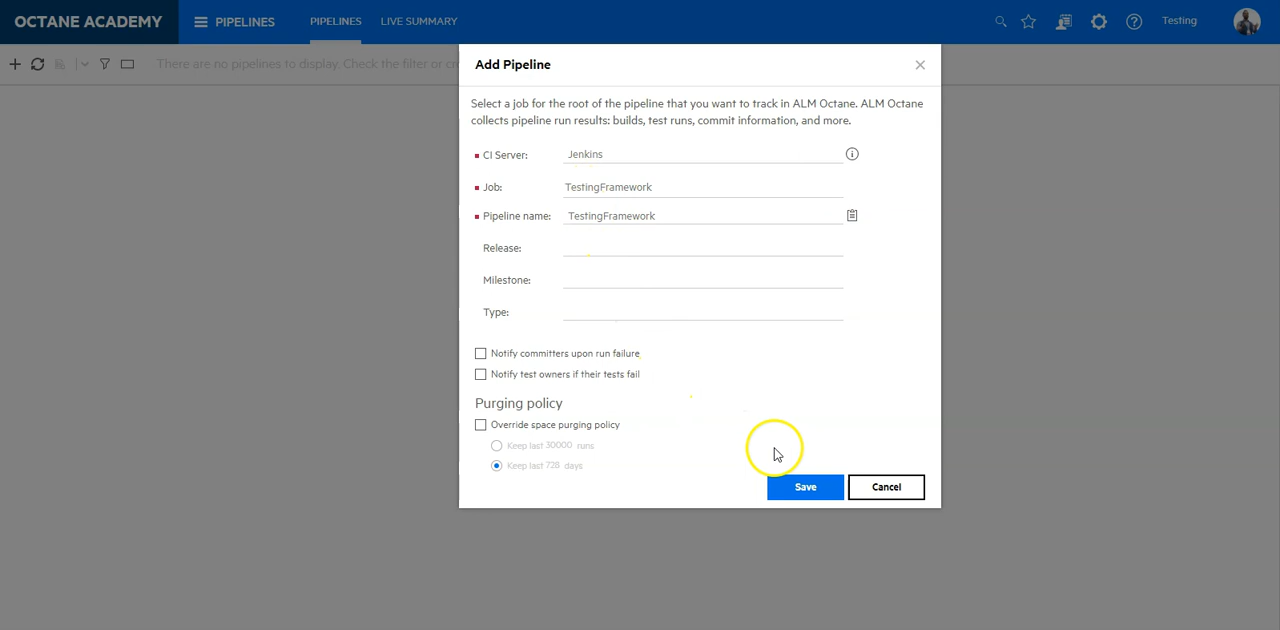 OCTANE ACADEMY
PIPELINES
PIPELINES
LIVE SUMMARY
Testing
There are no pipelines to display. Check the filter or cr
Add Pipeline
Select a job for the root of the pipeline that you want to track in ALM Octane. ALM Octane
collects pipeline run results: builds, test runs, commit information, and more.
CI Server:
Jenkins
Job:
TestingFramework
Pipeline name:
TestingFramework
Release:
Milestone:
Type:
Notify committers upon run failure
Notify test owners if their tests fail
Purging policy
Override space purging policy
Keep last 30000 runs
Keep last 728 days
Save
Cancel